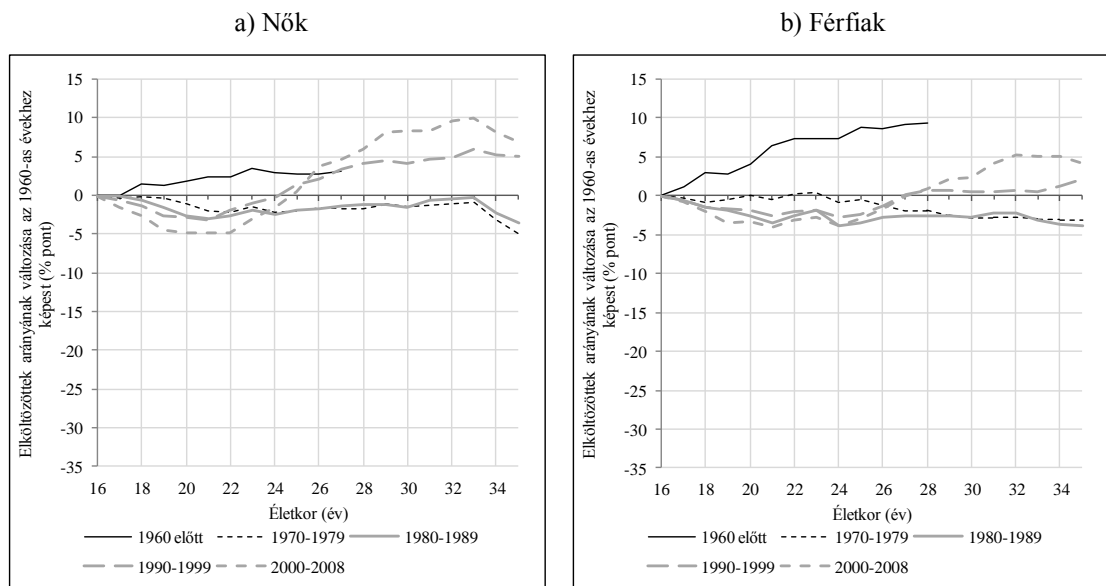 a) Nők
Elköltözöttek arányának változása az 1960-as évekhez
képest (% pont)
15
10
5
0
-5
-10
-15
-20
-25
-30
-35
16 18 20 22 24 26 28 30 32 34
Életkor (év)
1960 előtt 1970-1979 1980-1989
1990-1999 2000-2008
b) Férfiak
Elköltözöttek arányának változása az 1960-as évekhez
képest (% pont)
15
10
5
0
-5
-10
-15
-20
-25
-30
-35
16 18 20 22 24 26 28 30 32 34
Életkor (év)
1960 előtt 1970-1979 1980-1989
1990-1999 2000-2008